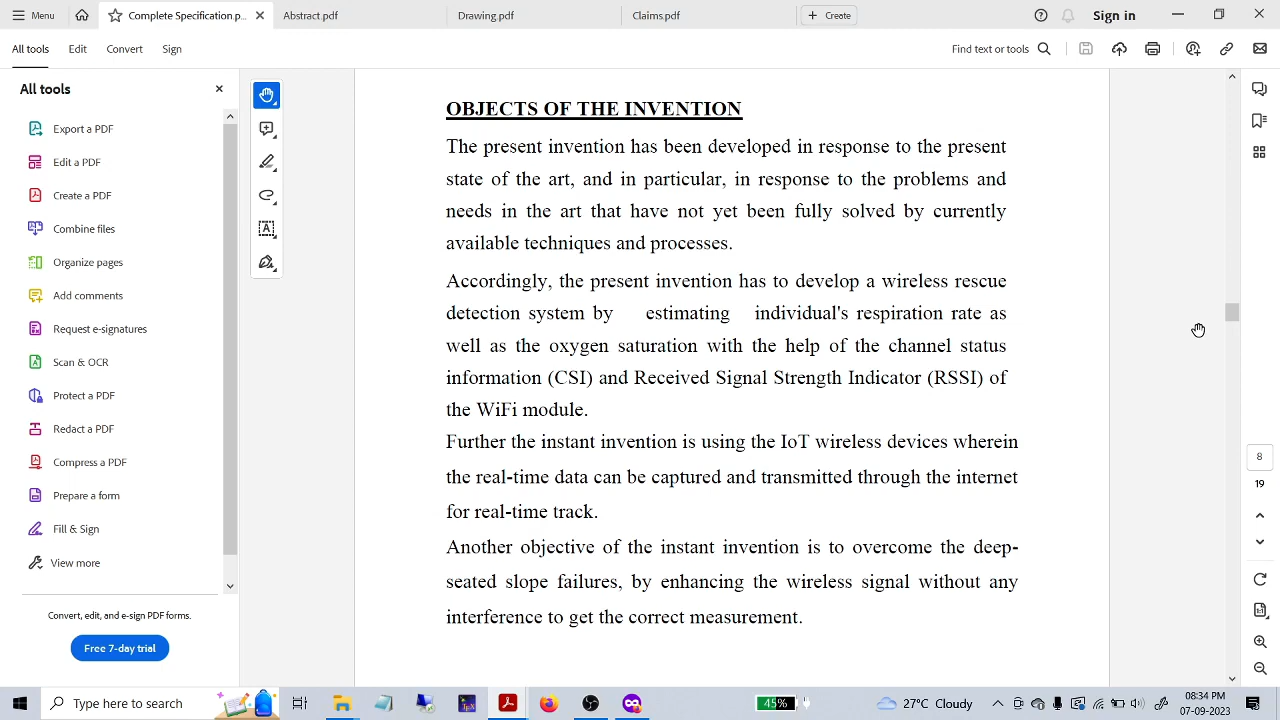 Menu
Complete Specification.p...
Abstract.pdf
Drawing.pdf
Claims.pdf
Create
Sign in
All tools
Edit
Convert
Sign
Find text or tools
All tools
Export a PDF
Edit a PDF
Create a PDF
Combine files
Organize pages
Add comments
Request e-signatures
Scan & OCR
Protect a PDF
Redact a PDF
Compress a PDF
Prepare a form
Fill & Sign
View more
Convert, edit, and e-sign PDF forms.
Free 7-day trial
OBJECTS OF THE INVENTION
The present invention has been developed in response to the present
state of the art, and in particular, in response to the problems and
needs in the art that have not yet been fully solved by currently
available techniques and processes.
Accordingly, the present invention has to develop a wireless rescue
detection system by estimating individual's respiration rate as
well as the oxygen saturation with the help of the channel status
information (CSI) and Received Signal Strength Indicator (RSSI) of
the WiFi module.
Further the instant invention is using the IoT wireless devices wherein
the real-time data can be captured and transmitted through the internet
for real-time track.
Another objective of the instant invention is to overcome the deep-
seated slope failures, by enhancing the wireless signal without any
interference to get the correct measurement.
8
19
Type here to search
45%
27°C Cloudy
08:34 PM
07-09-2023